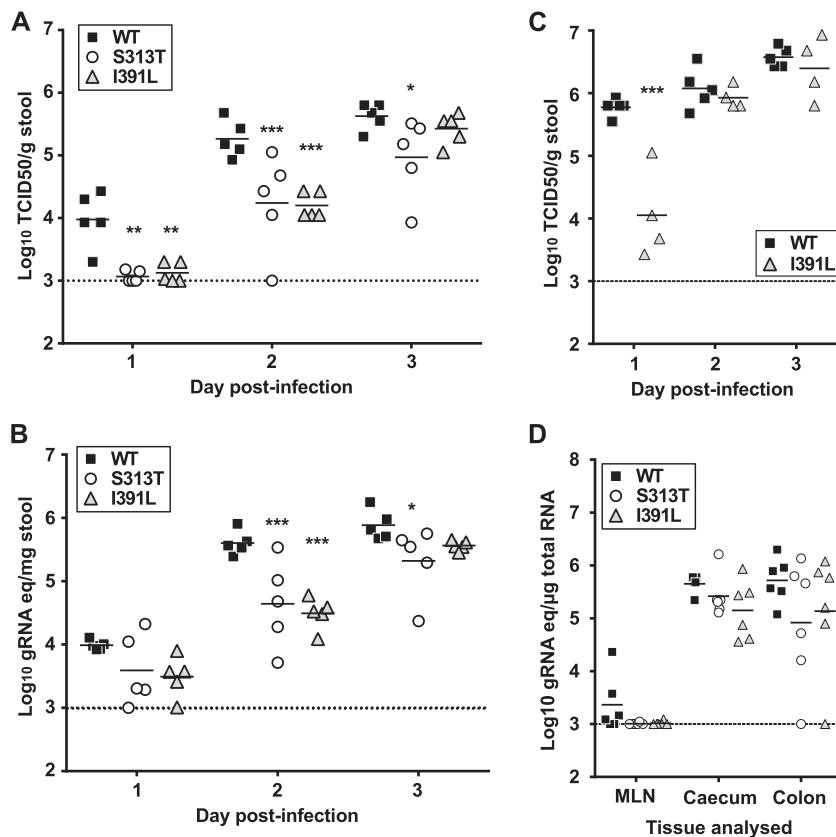 A
WT
S313T
I391L
Log10 TCID50/g stool
7
6
5
4
3
2
** **
*** ***
*
1 2 3
Day post-infection
C
Log10 TCID50/g stool
7
6
5
4
3
2
***
WT
I391L
1 2 3
Day post-infection
B
WT
S313T
I391L
Log10 gRNA eq/mg stool
7
6
5
4
3
2
*** ***
*
1 2 3
Day post-infection
D
WT
S313T
I391L
Log10 gRNA eq/µg total RNA
8
7
6
5
4
3
2
MLN Caecum Colon
Tissue analysed